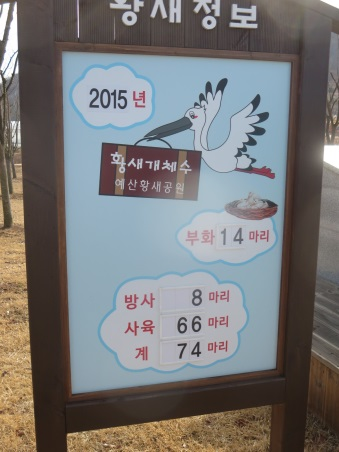 황새정보
2015년
황새개체수
예산황새공원
부화 14 마리
방사 8 마리
사육 66 마리
계 74 마리